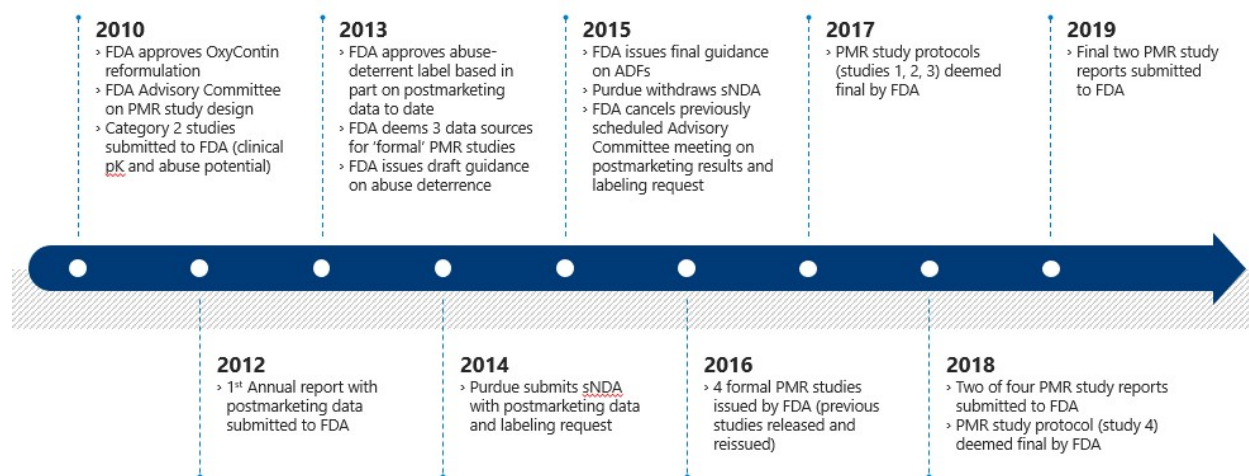 2010
› FDA approves OxyContin
reformulation
› FDA Advisory Committee
on PMR study design
› Category 2 studies
submitted to FDA (clinical
pK and abuse potential)
2013
› FDA approves abuse-
deterrent label based in
part on postmarketing
data to date
› FDA deems 3 data sources
for ‘formal’ PMR studies
› FDA issues draft guidance
on abuse deterrence
2015
› FDA issues final guidance
on ADFs
› Purdue withdraws sNDA
› FDA cancels previously
scheduled Advisory
Committee meeting on
postmarketing results and
labeling request
2017
› PMR study protocols
(studies 1, 2, 3) deemed
final by FDA
2019
› Final two PMR study
reports submitted
to FDA
2012
› 1st Annual report with
postmarketing data
submitted to FDA
2014
› Purdue submits sNDA
with postmarketing data
and labeling request
2016
› 4 formal PMR studies
issued by FDA (previous
studies released and
reissued)
2018
› Two of four PMR study reports
submitted to FDA
› PMR study protocol (study 4)
deemed final by FDA